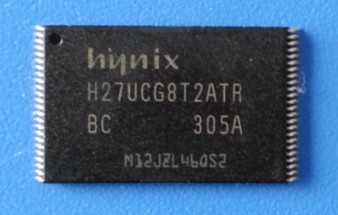 hynix
H27UCG8T2ATR
BC 305A
M12JZL460S2